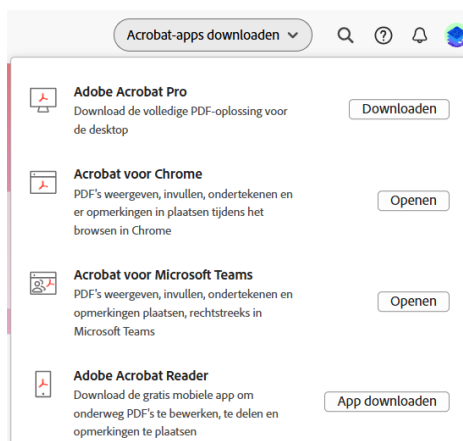 Acrobat-apps downloaden
Adobe Acrobat Pro
Download de volledige PDF-oplossing voor
de desktop
Downloaden
Acrobat voor Chrome
PDF's weergeven, invullen, ondertekenen en
er opmerkingen in plaatsen tijdens het
browsen in Chrome
Openen
Acrobat voor Microsoft Teams
PDF's weergeven, invullen, ondertekenen en
opmerkingen plaatsen, rechtstreeks in
Microsoft Teams
Openen
Adobe Acrobat Reader
Download de gratis mobiele app om
onderweg PDF's te bewerken, te delen en
opmerkingen te plaatsen
App downloaden